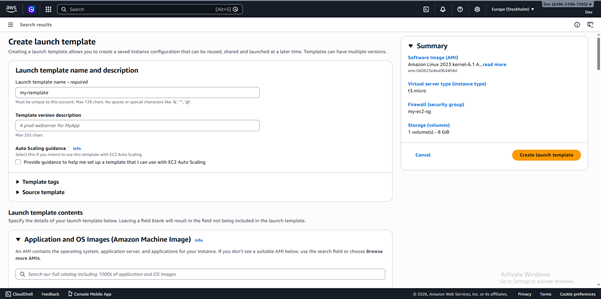 aws
Search
[Alt+S]
Europe (Stockholm)
Dev
Search results
Create launch template
Creating a launch template allows you to create a saved instance configuration that can be reused, shared and launched at a later time. Templates can have multiple versions.
Launch template name and description
Launch template name - required
my-template
Must be unique to this account. Max 128 chars. No spaces or special characters like '&', '*', '@'.
Template version description
A prod webserver for MyApp
Max 255 chars
Auto Scaling guidance
Info
Select this if you intend to use this template with EC2 Auto Scaling
Provide guidance to help me set up a template that I can use with EC2 Auto Scaling
Template tags
Source template
Launch template contents
Specify the details of your launch template below. Leaving a field blank will result in the field not being included in the launch template.
Application and OS Images (Amazon Machine Image)
Info
An AMI contains the operating system, application server, and applications for your instance. If you don't see a suitable AMI below, use the search field or choose Browse
more AMIs.
Search our full catalog including 1000s of application and OS images
Summary
Software Image (AMI)
Amazon Linux 2023 kernel-6.1 A...read more
Virtual server type (instance type)
t3.micro
Firewall (security group)
my-ec2-sg
Storage (volumes)
1 volume(s) - 8 GiB
Cancel
Create launch template
Activate Windows
Go to Settings to activate Windows.
CloudShell
Feedback
Console Mobile App
© 2026, Amazon Web Services, Inc. or its affiliates.
Privacy
Terms
Cookie preferences